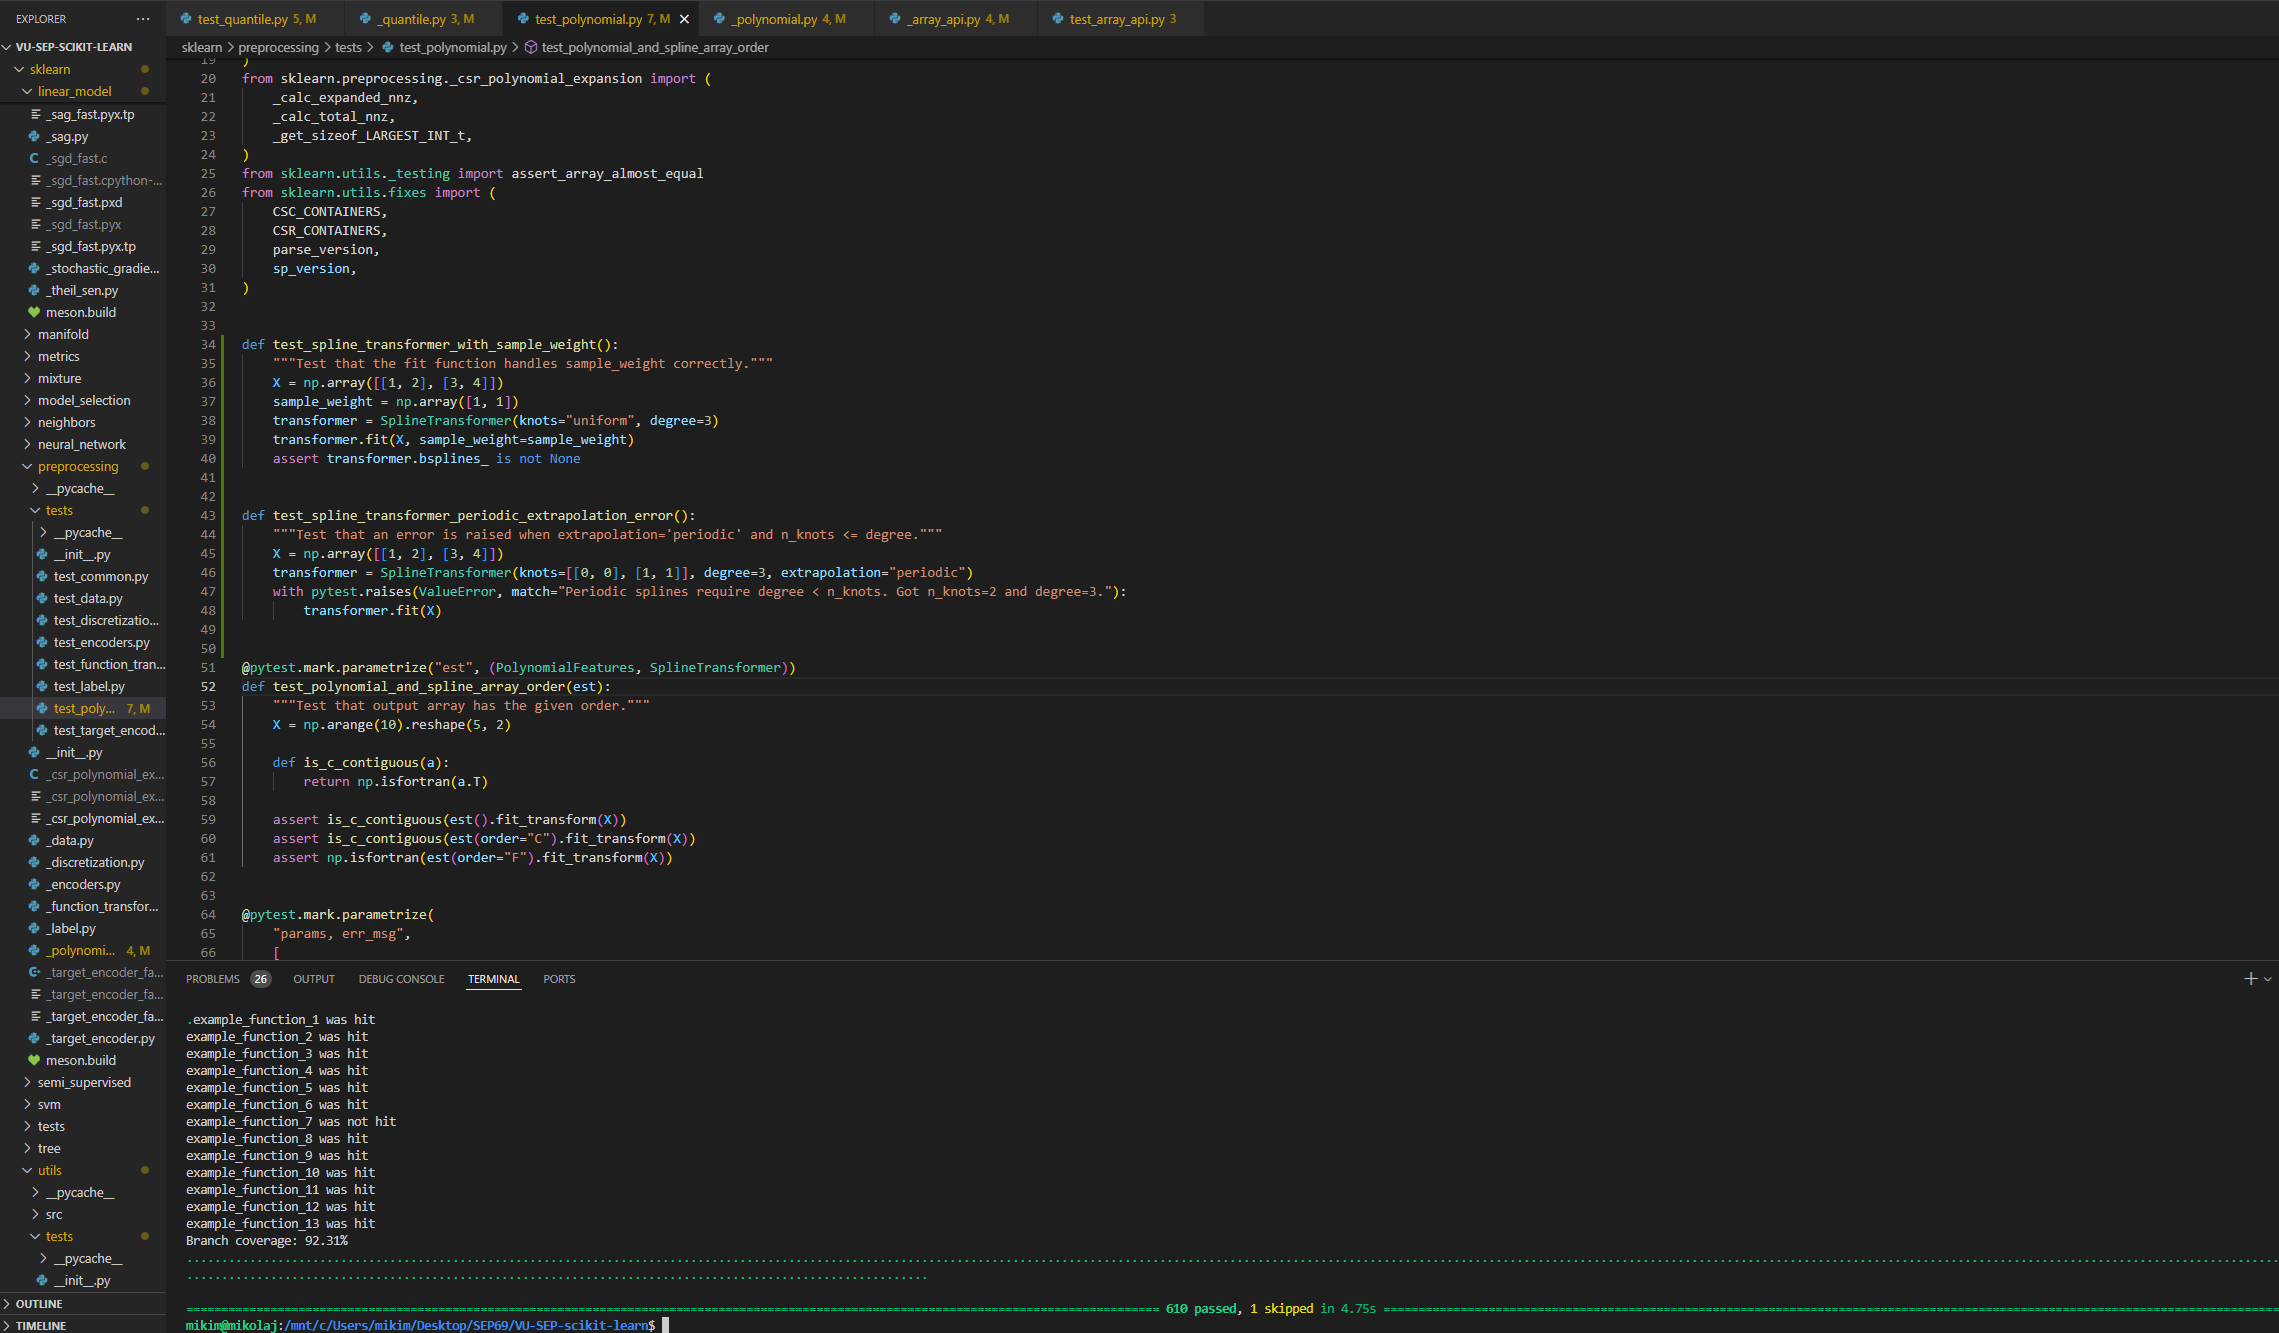 EXPLORER ···
VU-SEP-SCIKIT-LEARN
sklearn
linear_model
_sag_fast.pyx.tp
_sag.py
C _sgd_fast.c
_sgd_fast.cpython-...
_sgd_fast.pxd
_sgd_fast.pyx
_sgd_fast.pyx.tp
_stochastic_gradie...
_theil_sen.py
meson.build
manifold
metrics
mixture
model_selection
neighbors
neural_network
preprocessing
__pycache__
tests
__pycache__
__init__.py
test_common.py
test_data.py
test_discretizatio...
test_encoders.py
test_function_tran...
test_label.py
test_poly... 7, M
test_target_encod...
__init__.py
C _csr_polynomial_ex...
_csr_polynomial_ex...
_csr_polynomial_ex...
_data.py
_discretization.py
_encoders.py
_function_transfor...
_label.py
_polynomi... 4, M
_target_encoder_fa...
_target_encoder_fa...
_target_encoder_fa...
_target_encoder.py
meson.build
semi_supervised
svm
tests
tree
utils
__pycache__
src
tests
__pycache__
__init__.py
OUTLINE
TIMELINE
test_quantile.py 5, M
_quantile.py 3, M
test_polynomial.py 7, M
_polynomial.py 4, M
_array_api.py 4, M
test_array_api.py 3
sklearn > preprocessing > tests > test_polynomial.py > test_polynomial_and_spline_array_order
19 )
20 from sklearn.preprocessing._csr_polynomial_expansion import (
21 _calc_expanded_nnz,
22 _calc_total_nnz,
23 _get_sizeof_LARGEST_INT_t,
24 )
25 from sklearn.utils._testing import assert_array_almost_equal
26 from sklearn.utils.fixes import (
27 CSC_CONTAINERS,
28 CSR_CONTAINERS,
29 parse_version,
30 sp_version,
31 )
32
33
34 def test_spline_transformer_with_sample_weight():
35 """Test that the fit function handles sample_weight correctly."""
36 X = np.array([[1, 2], [3, 4]])
37 sample_weight = np.array([1, 1])
38 transformer = SplineTransformer(knots="uniform", degree=3)
39 transformer.fit(X, sample_weight=sample_weight)
40 assert transformer.bsplines_ is not None
41
42
43 def test_spline_transformer_periodic_extrapolation_error():
44 """Test that an error is raised when extrapolation='periodic' and n_knots <= degree."""
45 X = np.array([[1, 2], [3, 4]])
46 transformer = SplineTransformer(knots=[[0, 0], [1, 1]], degree=3, extrapolation="periodic")
47 with pytest.raises(ValueError, match="Periodic splines require degree < n_knots. Got n_knots=2 and degree=3."):
48 transformer.fit(X)
49
50
51 @pytest.mark.parametrize("est", (PolynomialFeatures, SplineTransformer))
52 def test_polynomial_and_spline_array_order(est):
53 """Test that output array has the given order."""
54 X = np.arange(10).reshape(5, 2)
55
56 def is_c_contiguous(a):
57 return np.isfortran(a.T)
58
59 assert is_c_contiguous(est().fit_transform(X))
60 assert is_c_contiguous(est(order="C").fit_transform(X))
61 assert np.isfortran(est(order="F").fit_transform(X))
62
63
64 @pytest.mark.parametrize(
65 "params, err_msg",
66 [
PROBLEMS 26 OUTPUT DEBUG CONSOLE TERMINAL PORTS
.example_function_1 was hit
example_function_2 was hit
example_function_3 was hit
example_function_4 was hit
example_function_5 was hit
example_function_6 was hit
example_function_7 was not hit
example_function_8 was hit
example_function_9 was hit
example_function_10 was hit
example_function_11 was hit
example_function_12 was hit
example_function_13 was hit
Branch coverage: 92.31%
610 passed, 1 skipped in 4.75s
mikim@mikolaj:/mnt/c/Users/mikim/Desktop/SEP69/VU-SEP-scikit-learn$